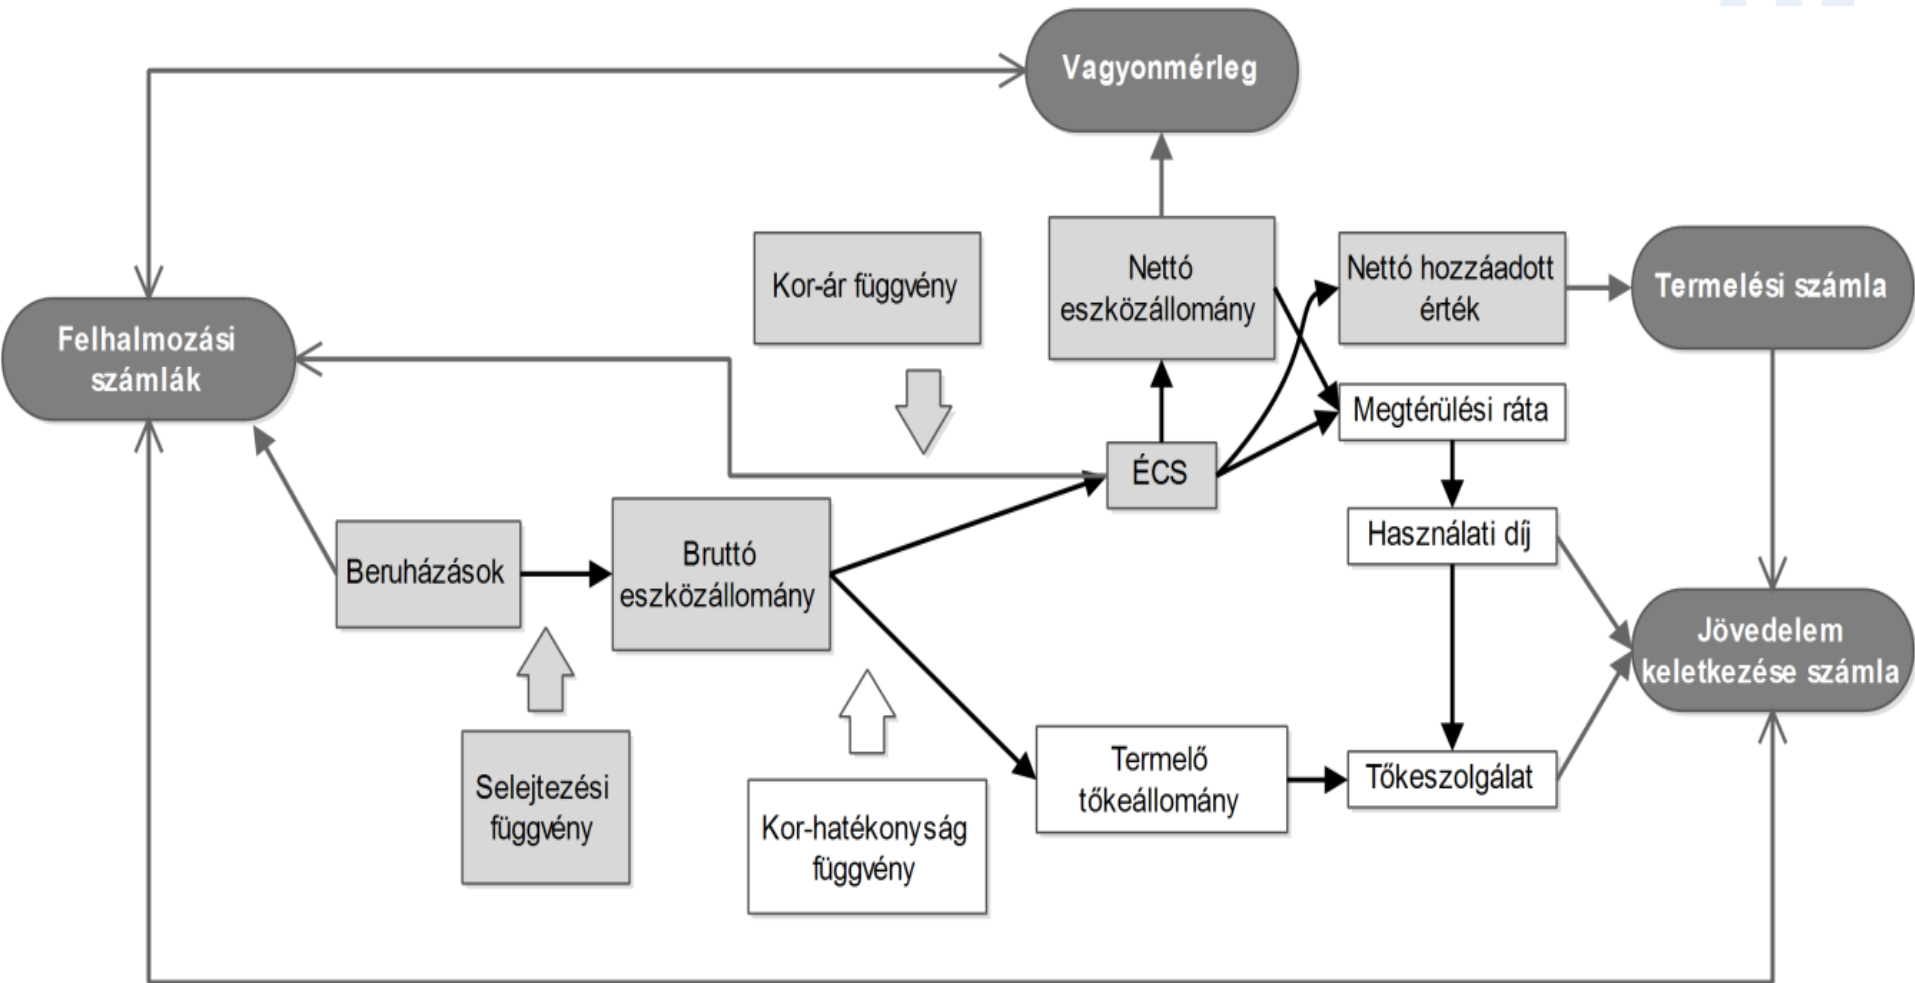 Vagyonmérleg
Kor-ár függvény
Nettó
eszközállomány
Nettó hozzáadott
érték
Termelési számla
Felhalmozási
számlák
Megtérülési ráta
ÉCS
Használati díj
Beruházások
Bruttó
eszközállomány
Jövedelem
keletkezése számla
Selejtezési
függvény
Kor-hatékonyság
függvény
Termelő
tőkeállomány
Tőkeszolgálat